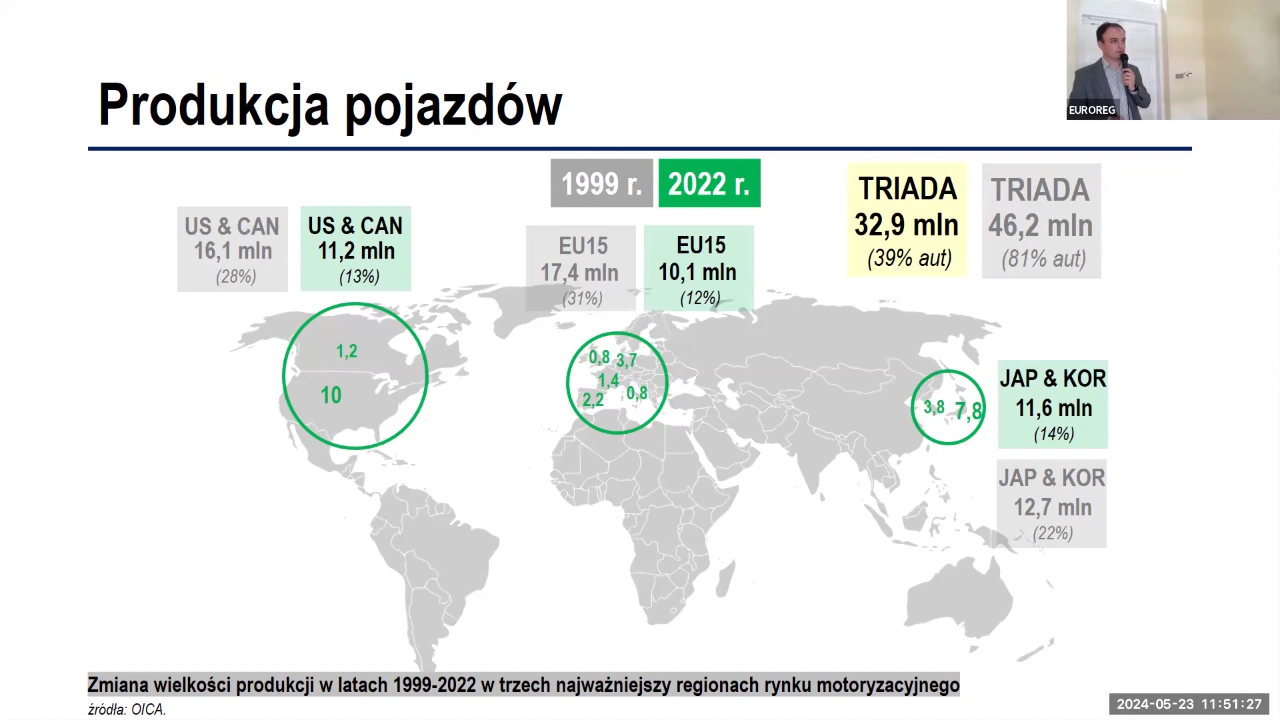 EUROREG
Produkcja pojazdów
1999 r.
2022 r.
TRIADA
32,9 mln
(39% aut)
TRIADA
46,2 mln
(81% aut)
US & CAN
16,1 mln
(28%)
US & CAN
11,2 mln
(13%)
EU15
17,4 mln
(31%)
EU15
10,1 mln
(12%)
1,2
10
0,8
3,7
1,4
2,2
0,8
3,8
7,8
JAP & KOR
11,6 mln
(14%)
JAP & KOR
12,7 mln
(22%)
Zmiana wielkości produkcji w latach 1999-2022 w trzech najważniejszy regionach rynku motoryzacyjnego
źródła: OICA.
2024-05-23 11:51:27